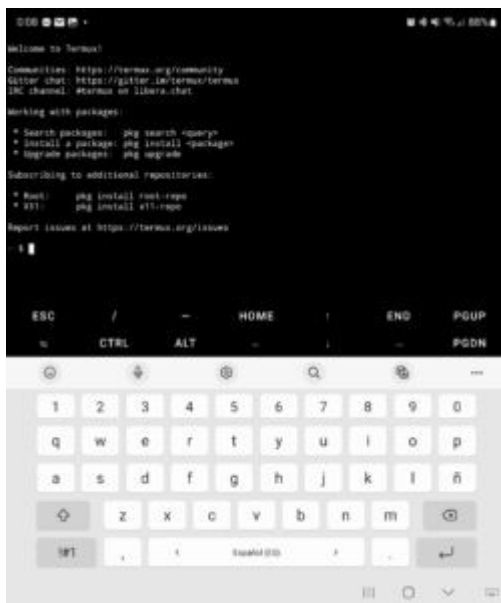 0:08
88%
Welcome to Termux!
Communities: https://termux.org/community
Gitter chat: https://gitter.im/termux/termux
IRC channel: #termux on libera.chat
Working with packages:
* Search packages: pkg search <query>
* Install a package: pkg install <package>
* Upgrade packages: pkg upgrade
Subscribing to additional repositories:
* Root: pkg install root-repo
* X11: pkg install x11-repo
Report issues at https://termux.org/issues
~ $
ESC / — HOME ↑ END PGUP
CTRL ALT ← ↓ → PGDN
1 2 3 4 5 6 7 8 9 0
q w e r t y u i o p
a s d f g h j k l ñ
z x c v b n m
!#1 , < Español > .